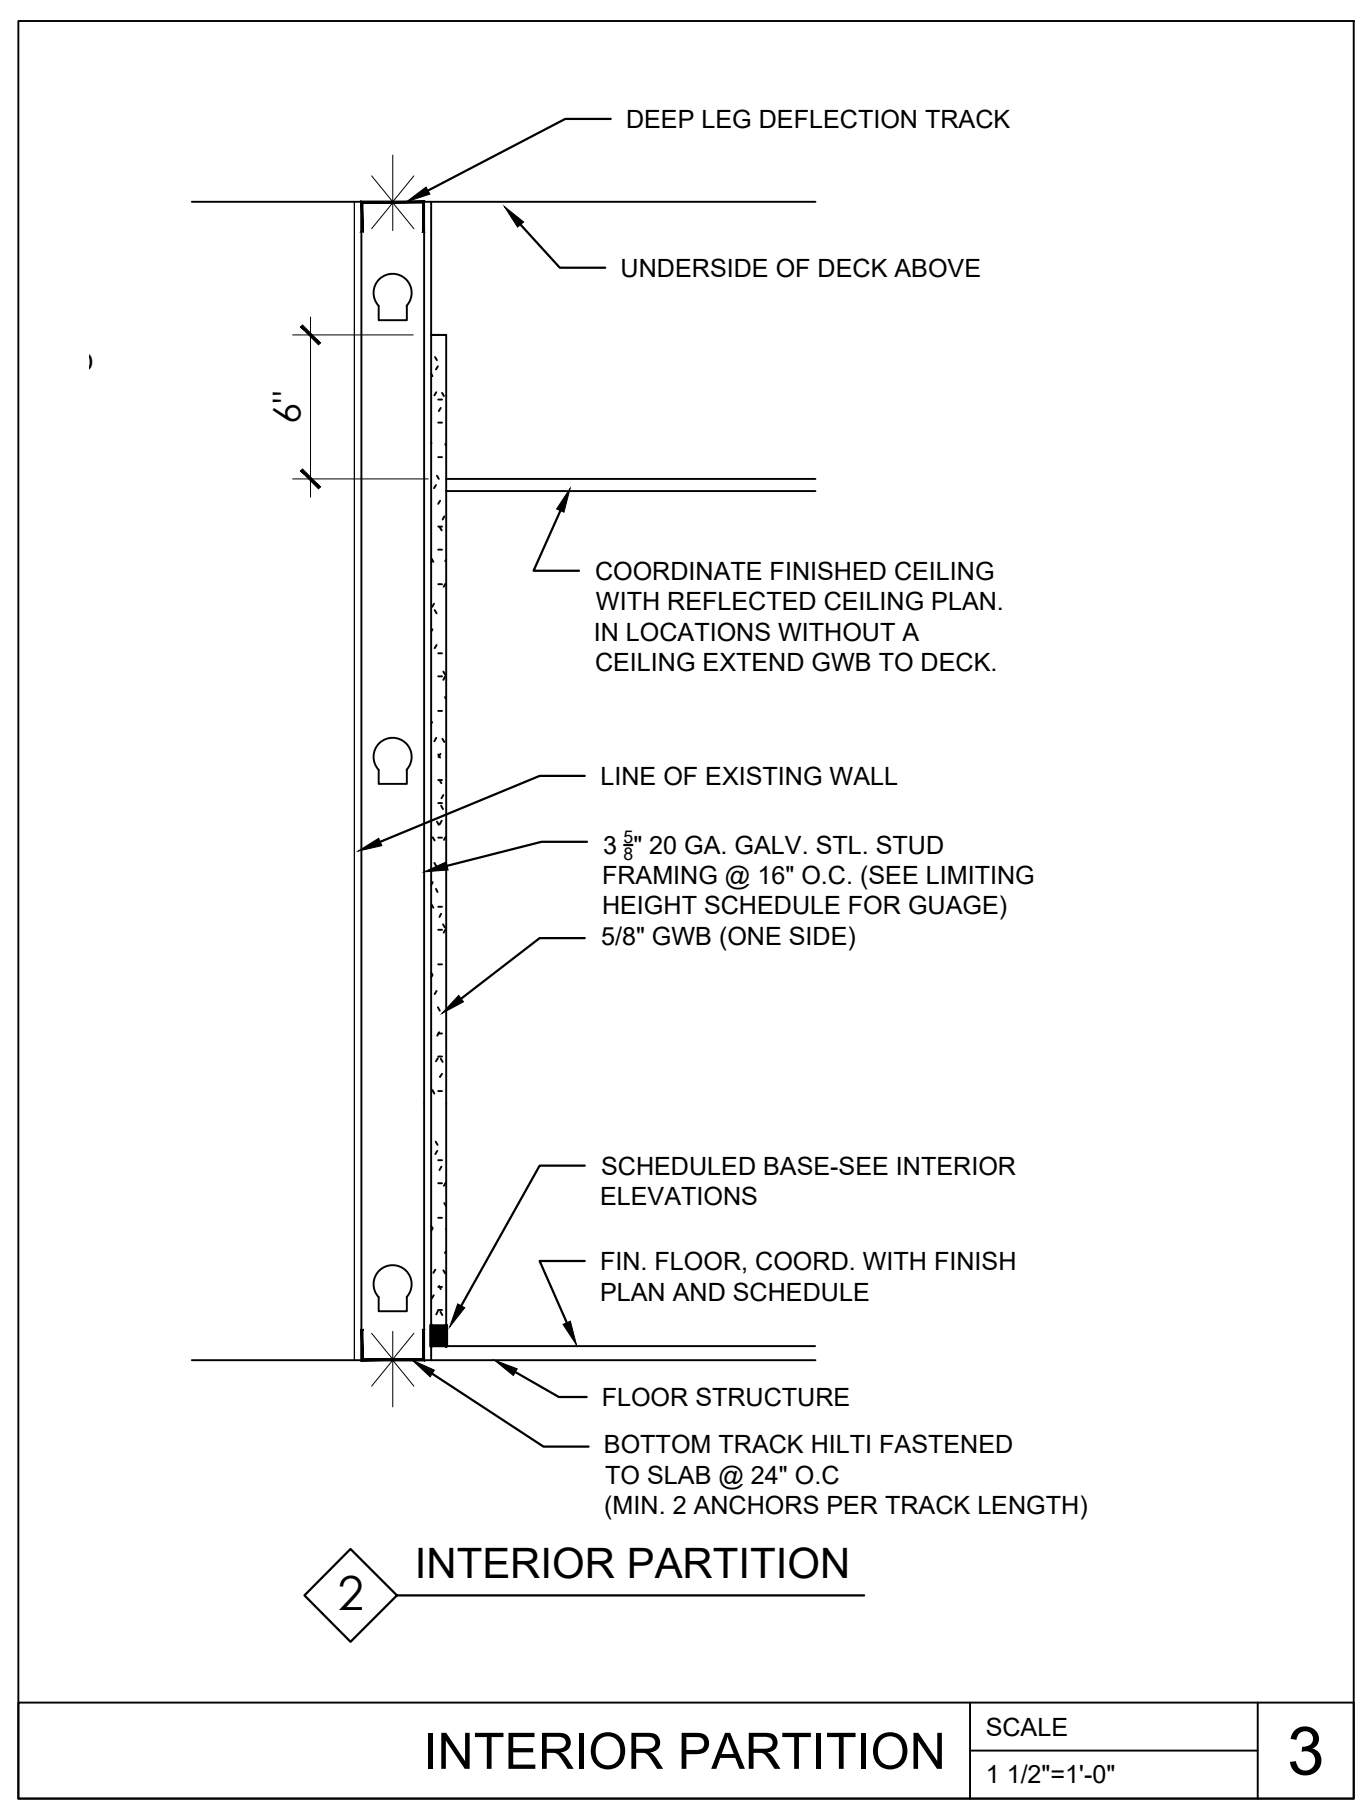 DEEP LEG DEFLECTION TRACK
UNDERSIDE OF DECK ABOVE
6"
COORDINATE FINISHED CEILING
WITH REFLECTED CEILING PLAN.
IN LOCATIONS WITHOUT A
CEILING EXTEND GWB TO DECK.
LINE OF EXISTING WALL
3 5/8" 20 GA. GALV. STL. STUD
FRAMING @ 16" O.C. (SEE LIMITING
HEIGHT SCHEDULE FOR GUAGE)
5/8" GWB (ONE SIDE)
SCHEDULED BASE-SEE INTERIOR
ELEVATIONS
FIN. FLOOR, COORD. WITH FINISH
PLAN AND SCHEDULE
FLOOR STRUCTURE
BOTTOM TRACK HILTI FASTENED
TO SLAB @ 24" O.C
(MIN. 2 ANCHORS PER TRACK LENGTH)
2 INTERIOR PARTITION
INTERIOR PARTITION
SCALE
1 1/2"=1'-0"
3